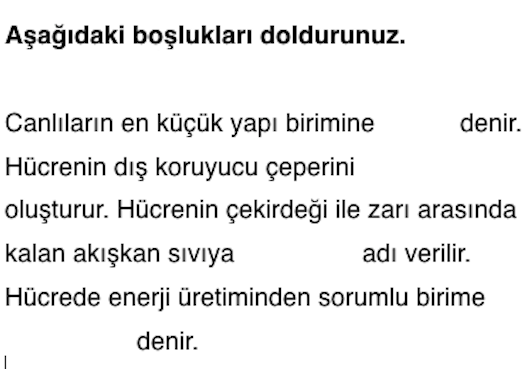 Aşağıdaki boşlukları doldurunuz.
Canlıların en küçük yapı birimine denir.
Hücrenin dış koruyucu çeperini
oluşturur. Hücrenin çekirdeği ile zarı arasında
kalan akışkan sıvıya adı verilir.
Hücrede enerji üretiminden sorumlu birime
denir.